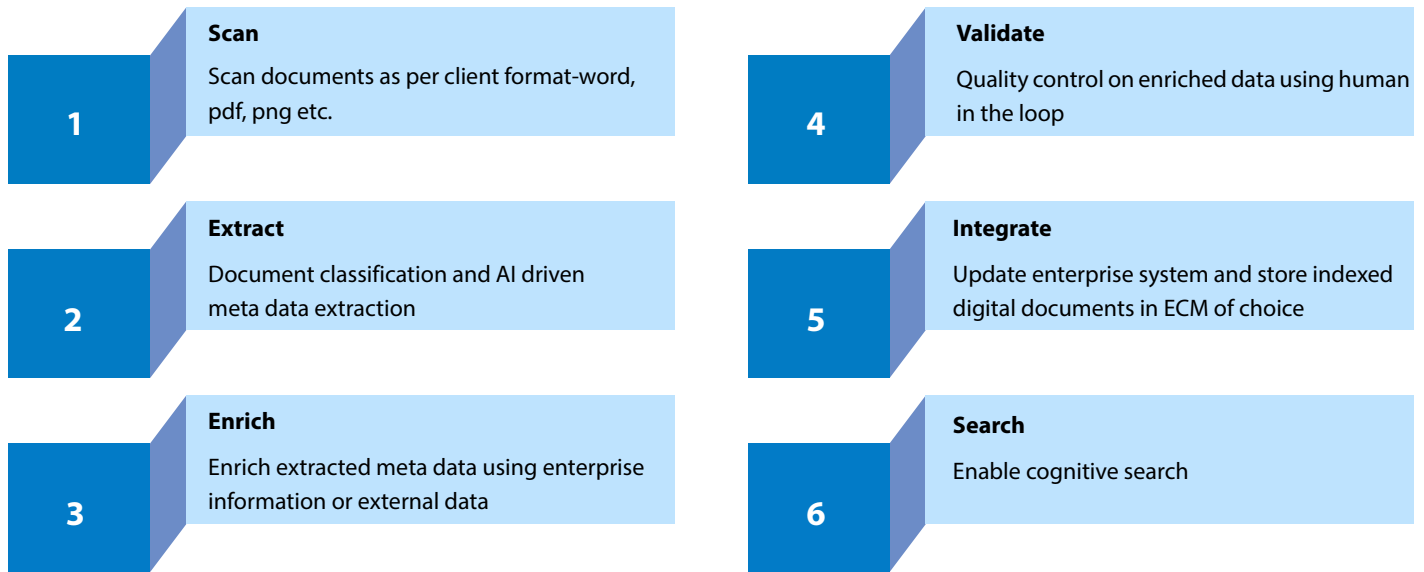 1
Scan
Scan documents as per client format-word,
pdf, png etc.
2
Extract
Document classification and AI driven
meta data extraction
3
Enrich
Enrich extracted meta data using enterprise
information or external data
4
Validate
Quality control on enriched data using human
in the loop
5
Integrate
Update enterprise system and store indexed
digital documents in ECM of choice
6
Search
Enable cognitive search